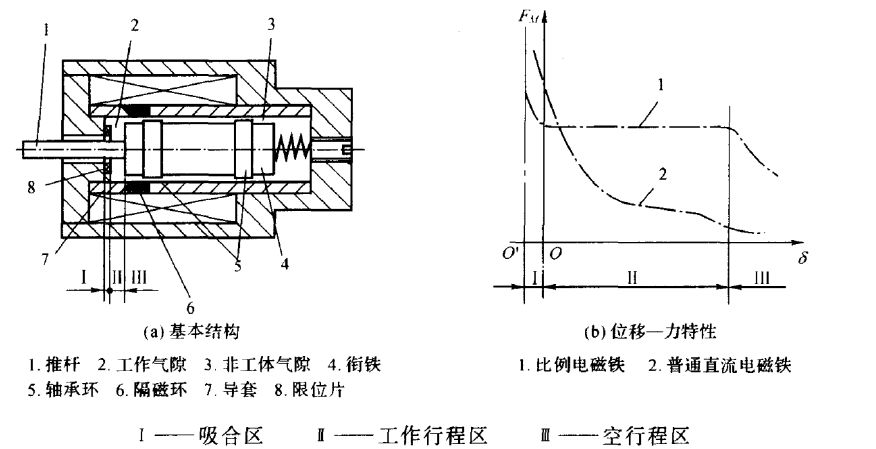 1 2 3
8
7 5 4
6
I II III
(a) 基本结构
F_M
1
2
O' O δ
I II III
(b) 位移—力特性
1. 推杆 2. 工作气隙 3. 非工体气隙 4. 衔铁
5. 轴承环 6. 隔磁环 7. 导套 8. 限位片
1. 比例电磁铁 2. 普通直流电磁铁
Ⅰ ——吸合区 Ⅱ ——工作行程区 Ⅲ ——空行程区